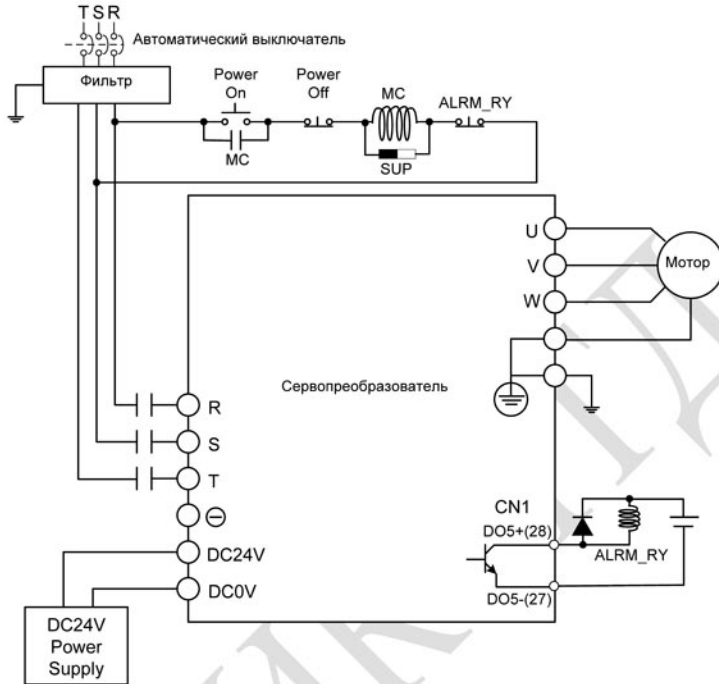 T S R
Автоматический выключатель
Фильтр
Power
On
Power
Off
MC
ALRM_RY
MC
SUP
U
V
W
Мотор
Сервопреобразователь
R
S
T
CN1
DO5+(28)
ALRM_RY
DC24V
DO5-(27)
DC0V
DC24V
Power
Supply